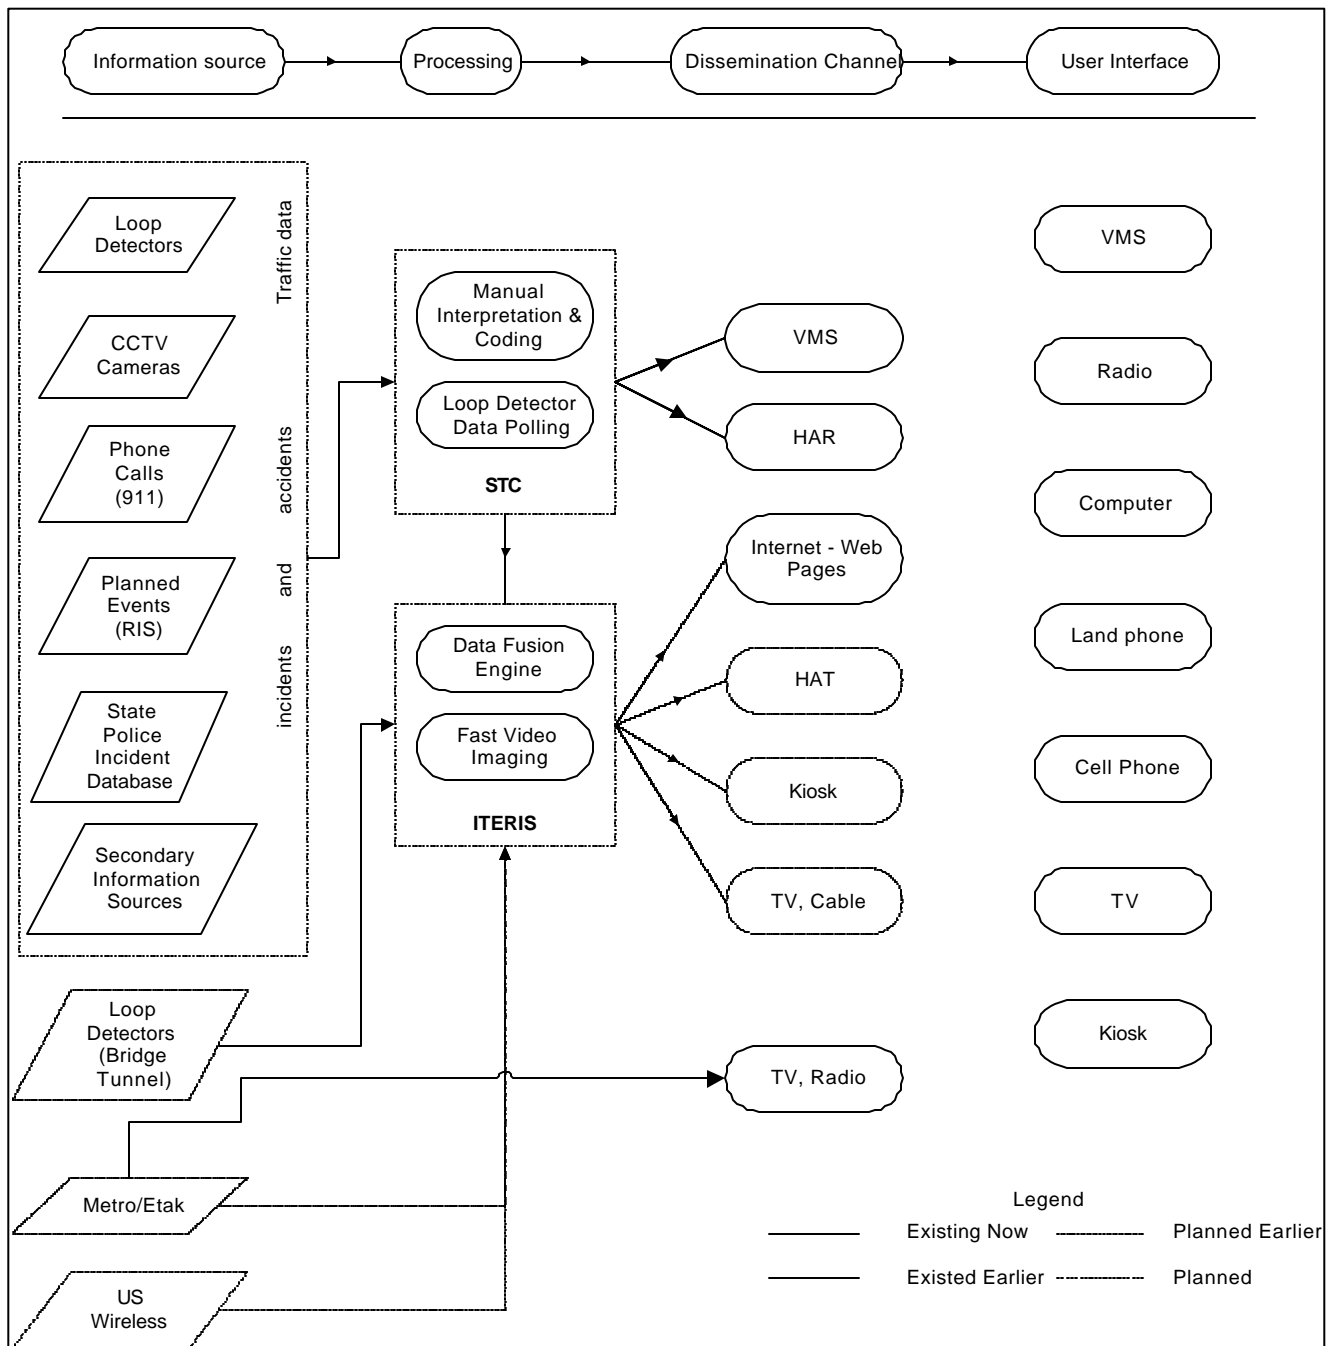 Information source
Processing
Dissemination Channel
User Interface
Loop
Detectors
CCTV
Cameras
Phone
Calls
(911)
Planned
Events
(RIS)
State
Police
Incident
Database
Secondary
Information
Sources
Traffic data
accidents
and
incidents
Loop
Detectors
(Bridge
Tunnel)
Metro/Etak
US
Wireless
Manual
Interpretation &
Coding
Loop Detector
Data Polling
STC
Data Fusion
Engine
Fast Video
Imaging
ITERIS
VMS
HAR
Internet - Web
Pages
HAT
Kiosk
TV, Cable
TV, Radio
VMS
Radio
Computer
Land phone
Cell Phone
TV
Kiosk
Legend
Existing Now
Planned Earlier
Existed Earlier
Planned